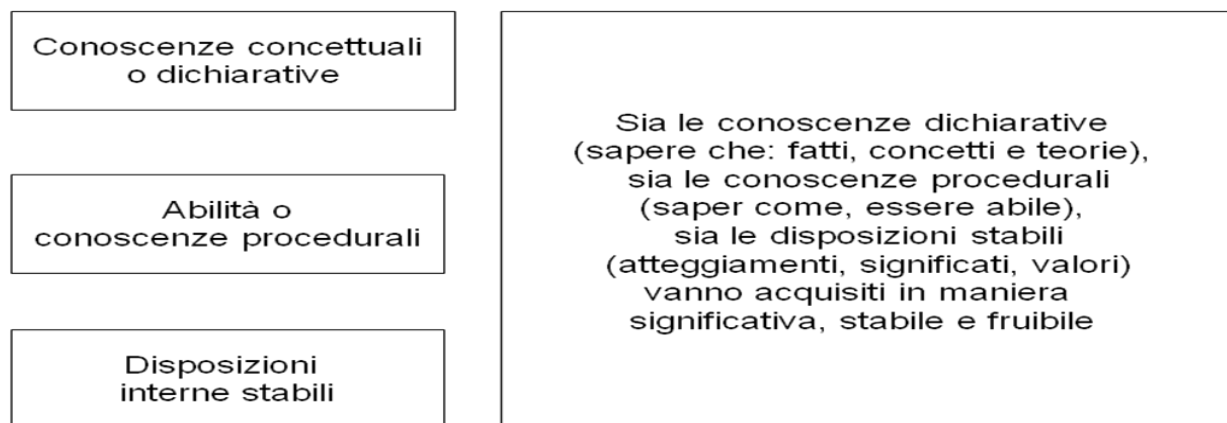 Conoscenze concettuali
o dichiarative
Abilità o
conoscenze procedurali
Disposizioni
interne stabili
Sia le conoscenze dichiarative
(sapere che: fatti, concetti e teorie),
sia le conoscenze procedurali
(saper come, essere abile),
sia le disposizioni stabili
(atteggiamenti, significati, valori)
vanno acquisiti in maniera
significativa, stabile e fruibile